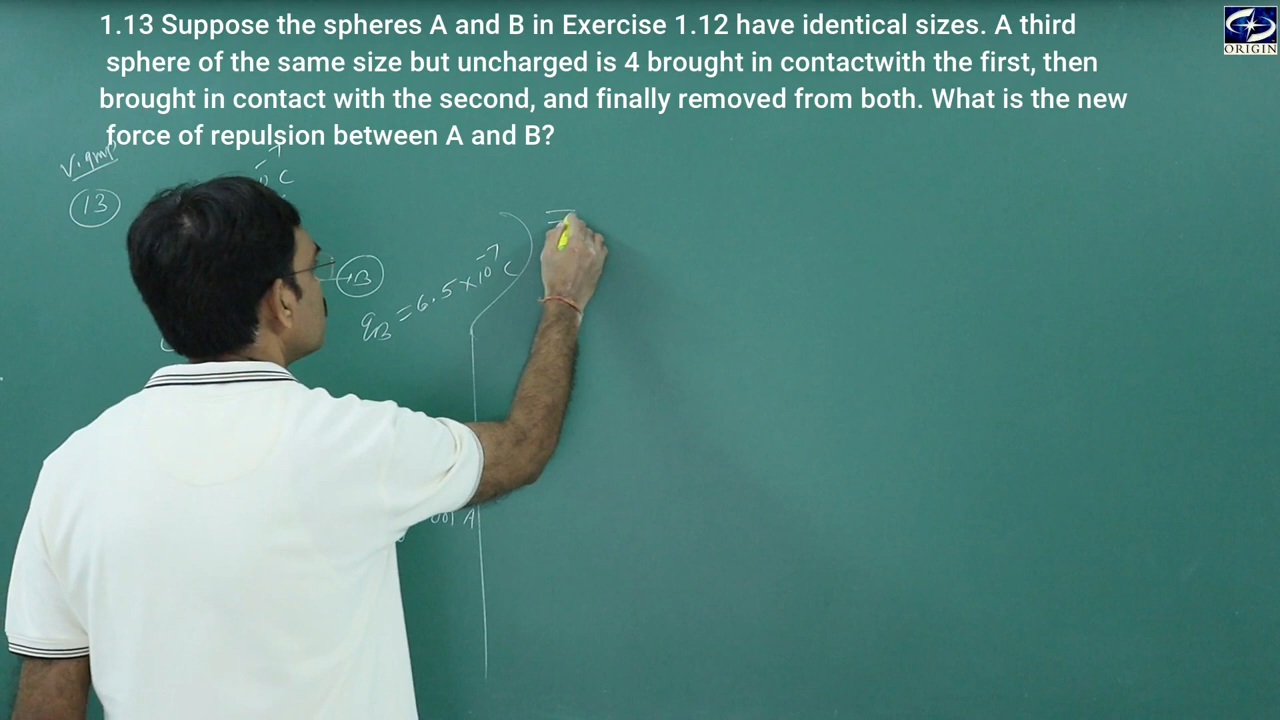 1.13 Suppose the spheres A and B in Exercise 1.12 have identical sizes. A third
sphere of the same size but uncharged is 4 brought in contactwith the first, then
brought in contact with the second, and finally removed from both. What is the new
force of repulsion between A and B?
ORIGIN
V.gmp
13
-7
C
B
qB = 6.5 × 10⁻⁷ C
A